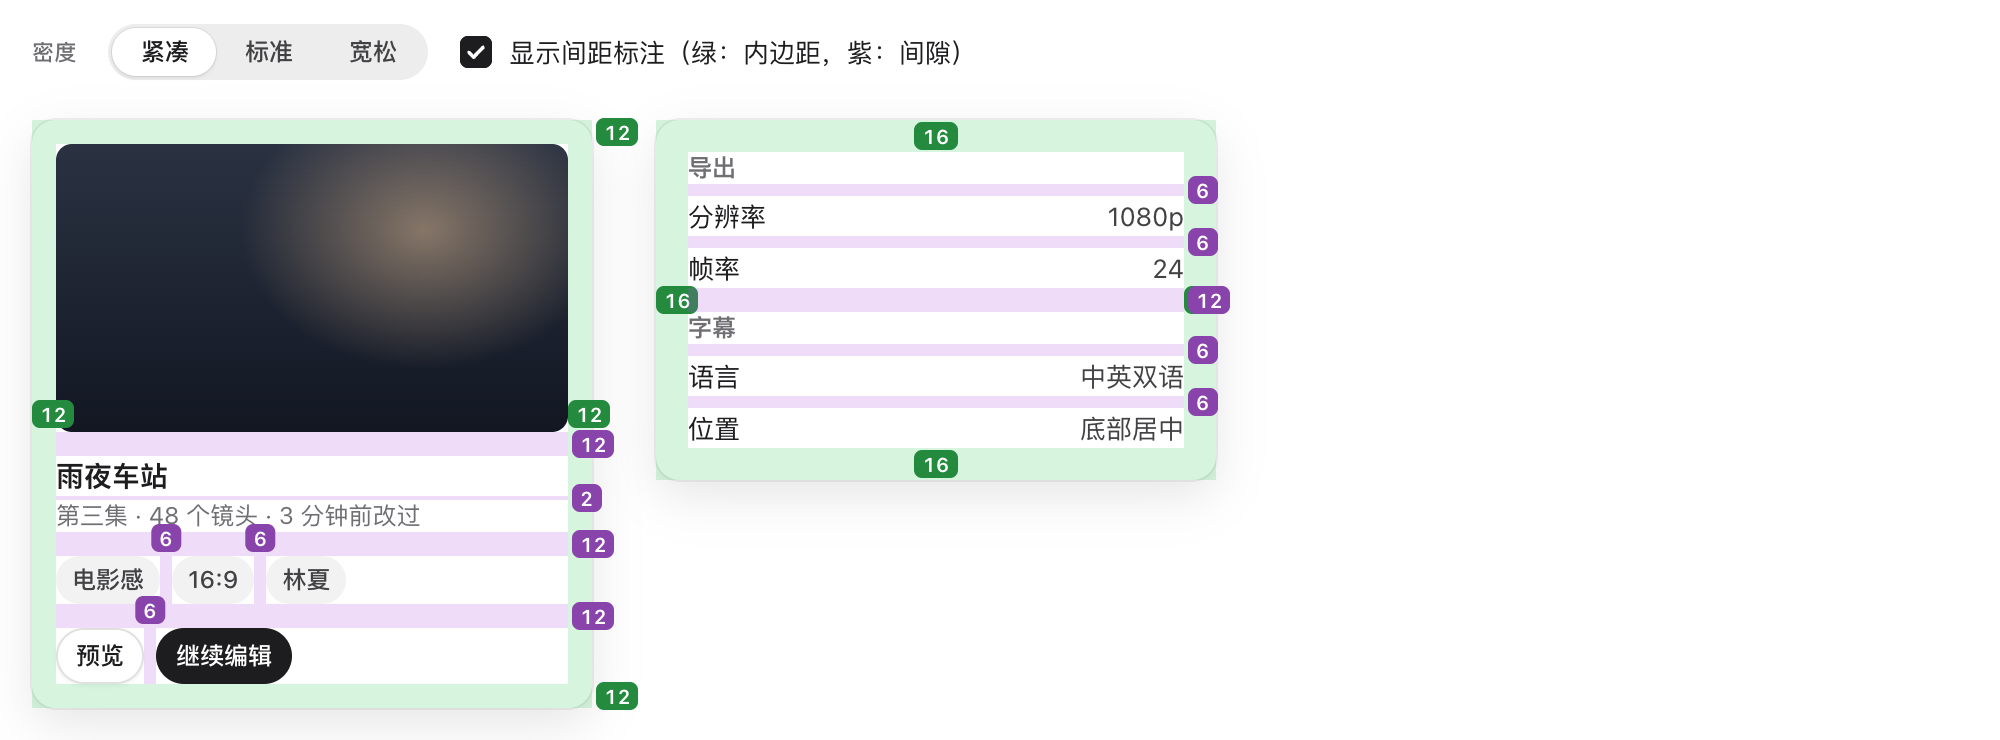 密度 紧凑 标准 宽松 显示间距标注（绿：内边距，紫：间隙）
12
12 12
12
雨夜车站
2
第三集 · 48 个镜头 · 3 分钟前改过
6 6 12
电影感 16:9 林夏
6 12
预览 继续编辑
12
16
导出
6
分辨率 1080p
6
帧率 24
16 12
字幕
6
语言 中英双语
6
位置 底部居中
16